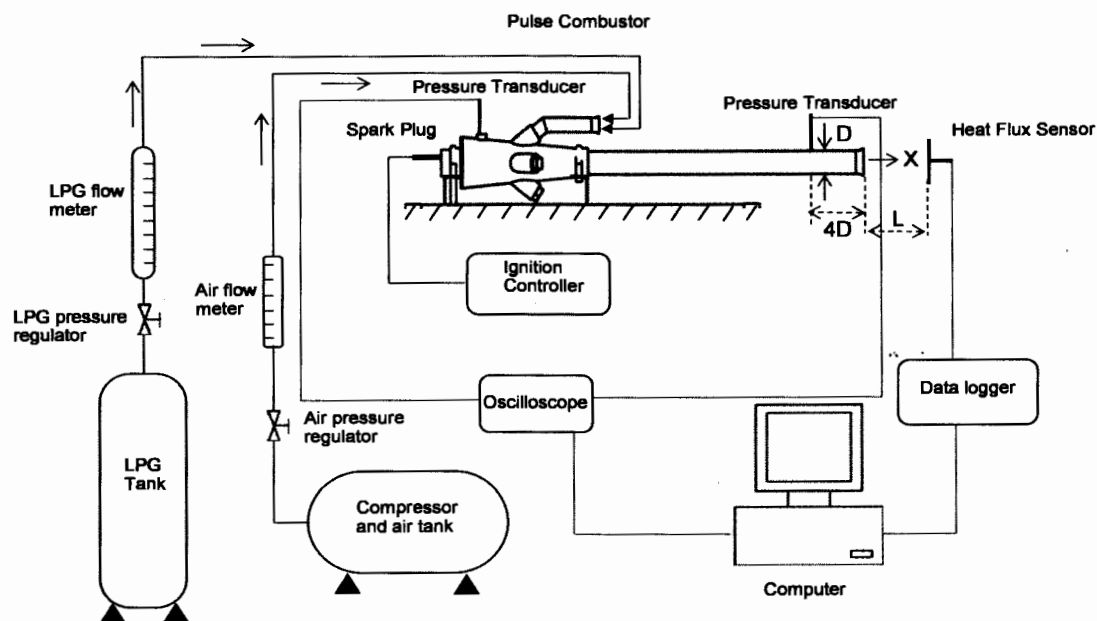 Pulse Combustor
Pressure Transducer
Pressure Transducer
Spark Plug
D
Heat Flux Sensor
X
LPG flow
meter
4D
L
Ignition
Controller
Air flow
meter
LPG pressure
regulator
Data logger
Oscilloscope
Air pressure
regulator
LPG
Tank
Compressor
and air tank
Computer